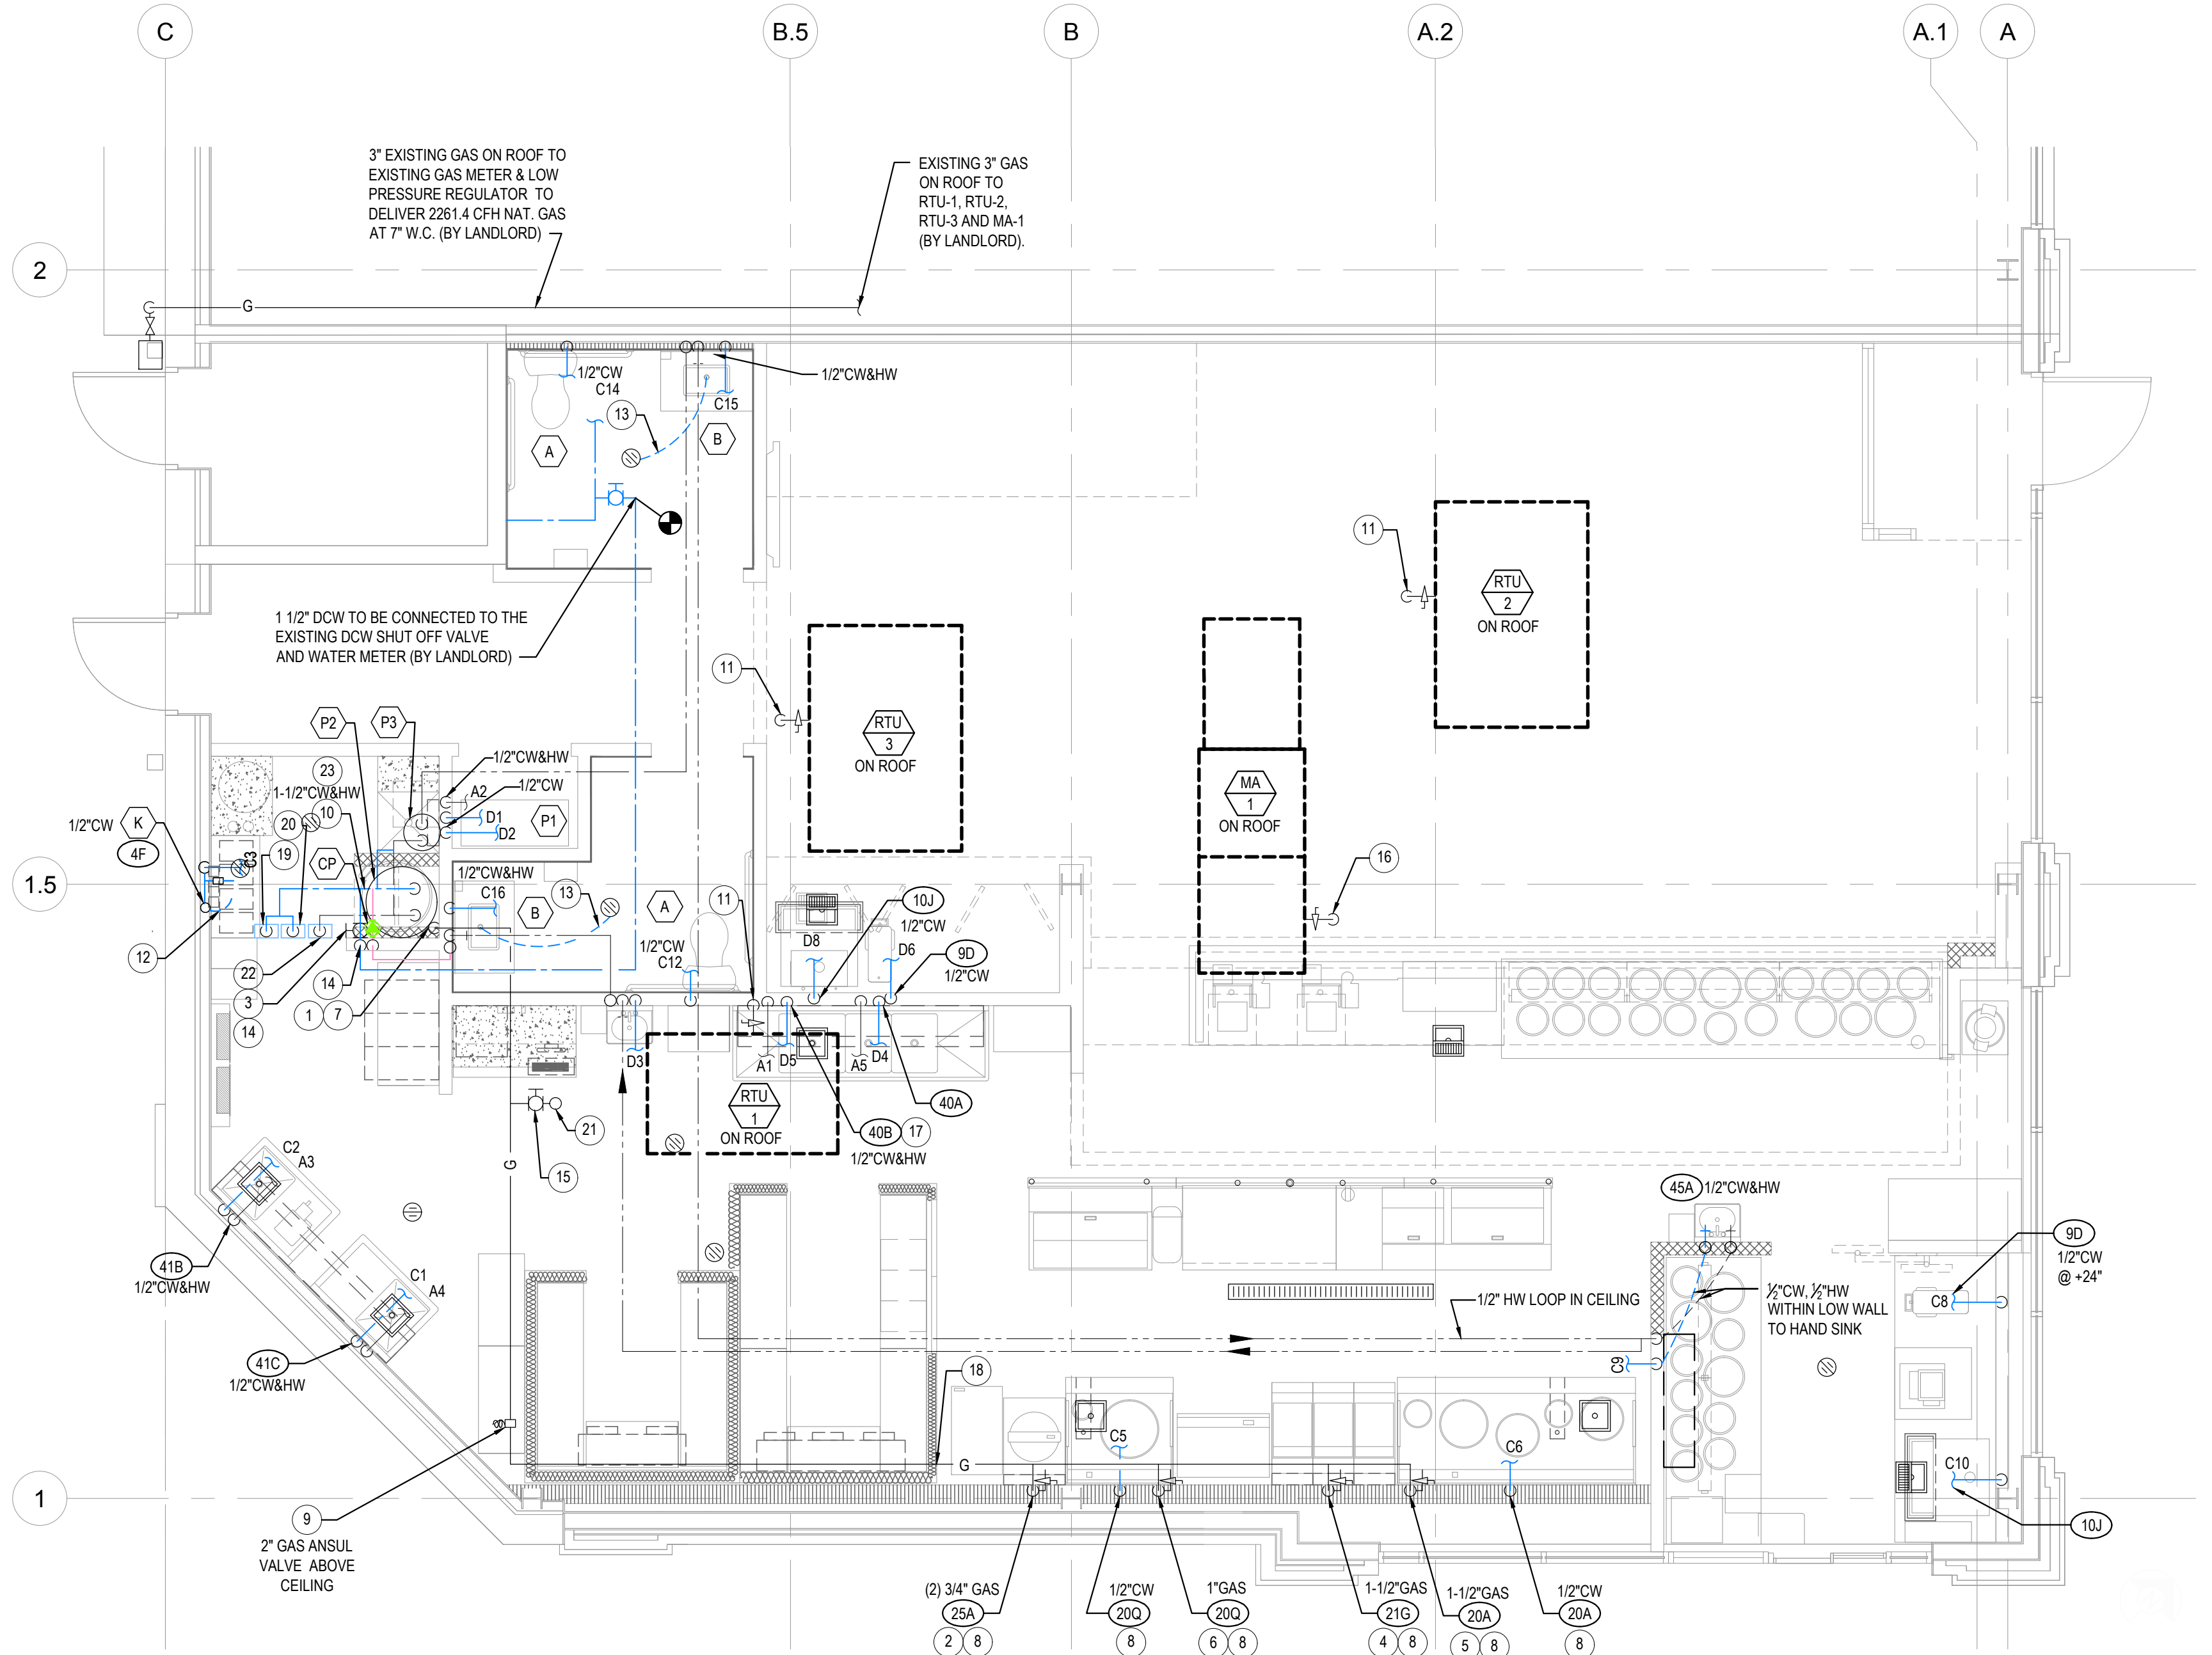 C
B.5
B
A.2
A.1
A
3" EXISTING GAS ON ROOF TO
EXISTING GAS METER & LOW
PRESSURE REGULATOR TO
DELIVER 2261.4 CFH NAT. GAS
AT 7" W.C. (BY LANDLORD)
EXISTING 3" GAS
ON ROOF TO
RTU-1, RTU-2,
RTU-3 AND MA-1
(BY LANDLORD).
2
G
1/2"CW
C14
13
C15
1/2"CW&HW
A
B
11
RTU
2
ON ROOF
1 1/2" DCW TO BE CONNECTED TO THE
EXISTING DCW SHUT OFF VALVE
AND WATER METER (BY LANDLORD)
11
RTU
3
ON ROOF
MA
1
ON ROOF
16
P2
P3
1/2"CW&HW
1/2"CW
23
1-1/2"CW&HW
A2
D1
D2
P1
20
10
19
CP
1/2"CW
K
4F
C3
1.5
1/2"CW&HW
C16
B
13
A
11
1/2"CW
C12
D8
10J
1/2"CW
D6
9D
1/2"CW
12
22
3
14
14
1
7
D3
A1
D5
A5
D4
RTU
1
ON ROOF
40A
40B
17
1/2"CW&HW
21
15
G
C2
A3
41B
1/2"CW&HW
C1
A4
41C
1/2"CW&HW
45A
1/2"CW&HW
9D
1/2"CW
@ +24"
C8
1/2" HW LOOP IN CEILING
½"CW, ½"HW
WITHIN LOW WALL
TO HAND SINK
C9
18
G
C5
C6
C10
10J
1
9
2" GAS ANSUL
VALVE ABOVE
CEILING
(2) 3/4" GAS
25A
2
8
1/2"CW
20Q
8
1"GAS
20Q
6
8
1-1/2"GAS
21G
4
8
1-1/2"GAS
20A
5
8
1/2"CW
20A
8